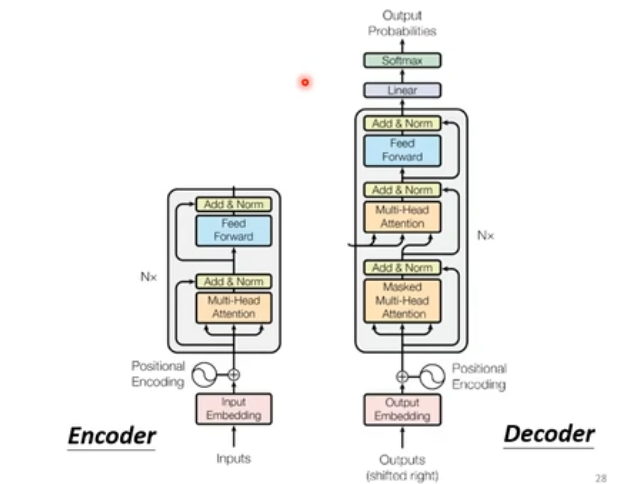 Output
Probabilities
Softmax
Linear
Add & Norm
Feed
Forward
Add & Norm
Multi-Head
Attention
Nx
Add & Norm
Masked
Multi-Head
Attention
Positional
Encoding
Output
Embedding
Outputs
(shifted right)
Decoder
Add & Norm
Feed
Forward
Nx
Add & Norm
Multi-Head
Attention
Positional
Encoding
Input
Embedding
Inputs
Encoder
28